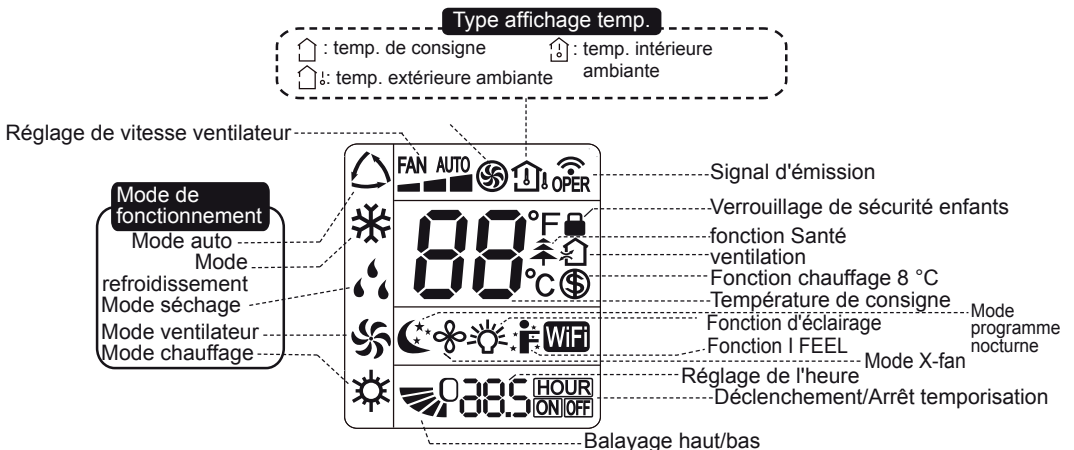 Type affichage temp.
: temp. de consigne
: temp. intérieure
ambiante
: temp. extérieure ambiante
Réglage de vitesse ventilateur
FAN AUTO
OPER
Signal d'émission
Mode de
fonctionnement
Mode auto
Mode
refroidissement
Mode séchage
Mode ventilateur
Mode chauffage
88
°F
°C
Verrouillage de sécurité enfants
fonction Santé
ventilation
Fonction chauffage 8 °C
Température de consigne
Mode
programme
nocturne
Fonction d'éclairage
Fonction I FEEL
Mode X-fan
WiFi
Réglage de l'heure
088.5
HOUR
ON OFF
Déclenchement/Arrêt temporisation
Balayage haut/bas